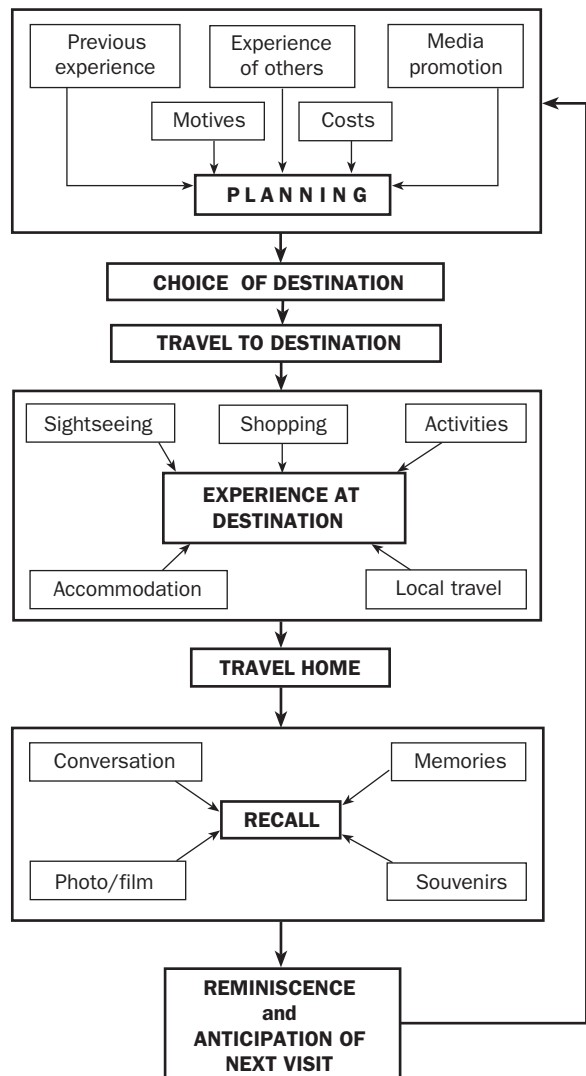 Previous
experience
Experience
of others
Media
promotion
Motives
Costs
PLANNING
CHOICE OF DESTINATION
TRAVEL TO DESTINATION
Sightseeing
Shopping
Activities
EXPERIENCE AT
DESTINATION
Accommodation
Local travel
TRAVEL HOME
Conversation
Memories
RECALL
Photo/film
Souvenirs
REMINISCENCE
and
ANTICIPATION OF
NEXT VISIT